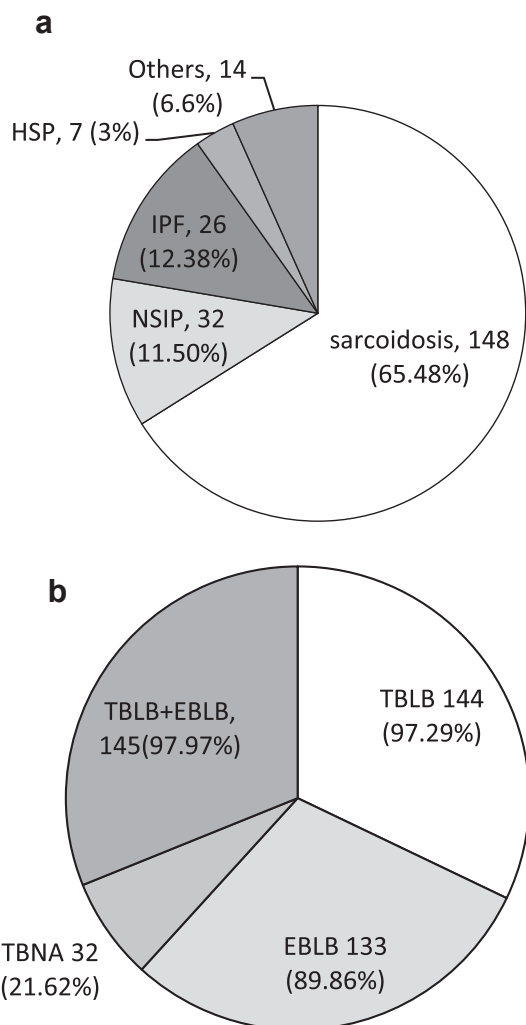 a
Others, 14
(6.6%)
HSP, 7 (3%)
IPF, 26
(12.38%)
NSIP, 32
(11.50%)
sarcoidosis, 148
(65.48%)
b
TBLB+EBLB,
145(97.97%)
TBLB 144
(97.29%)
TBNA 32
(21.62%)
EBLB 133
(89.86%)